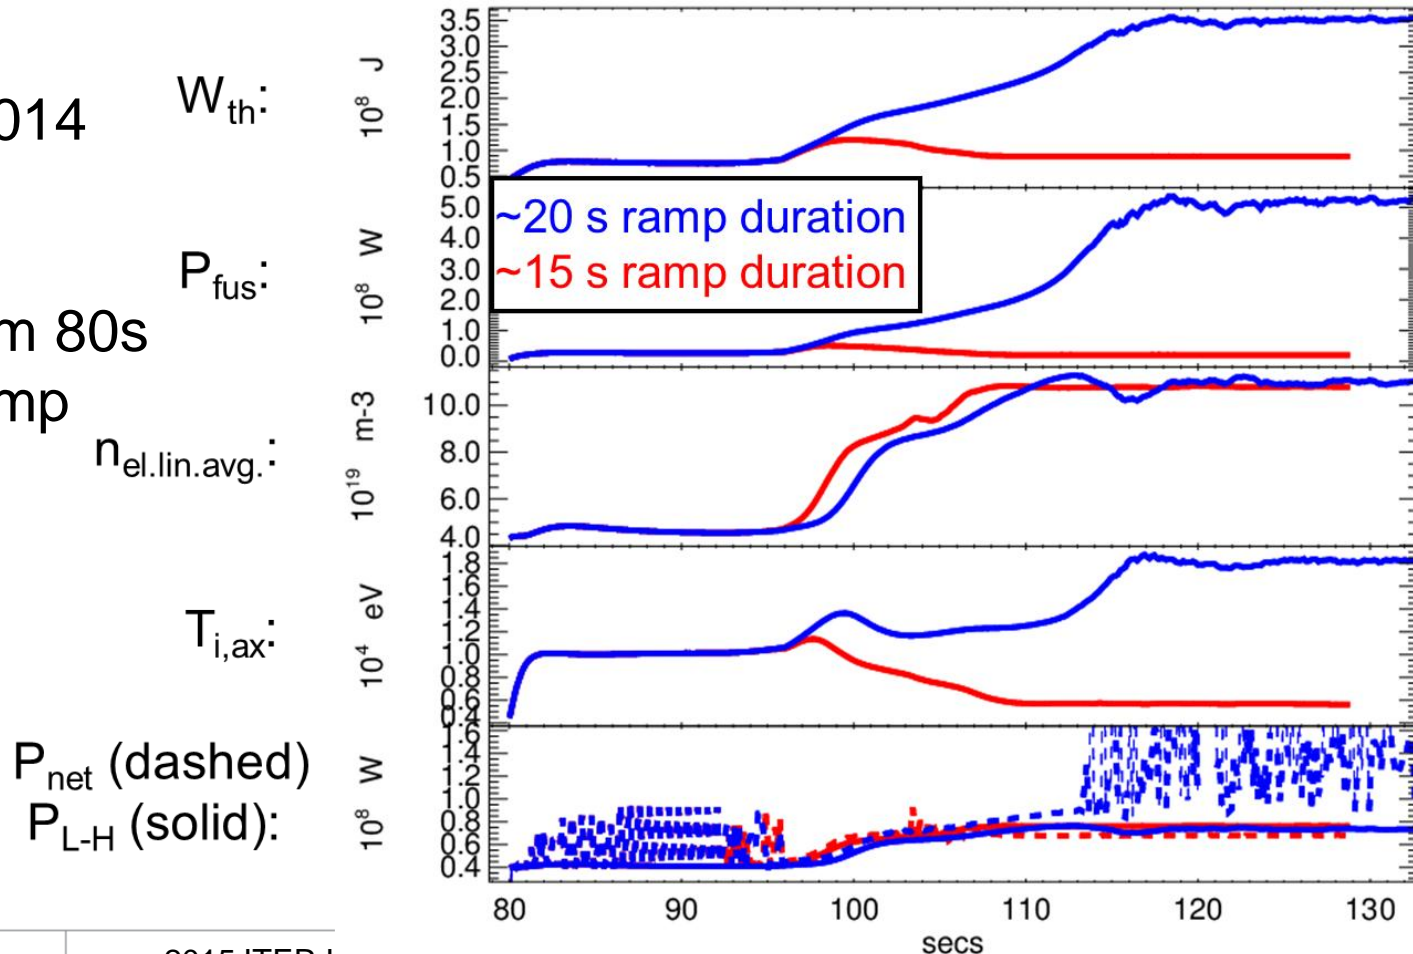 014
W_th:
10^8 J
3.5
3.0
2.5
2.0
1.5
1.0
0.5
~20 s ramp duration
~15 s ramp duration
P_fus:
10^8 W
5.0
4.0
3.0
2.0
1.0
0.0
m 80s
mp
n_el.lin.avg.:
10^19 m-3
10.0
8.0
6.0
4.0
T_i,ax:
10^4 eV
1.8
1.6
1.4
1.2
1.0
0.8
0.6
0.4
P_net (dashed)
P_L-H (solid):
10^8 W
1.6
1.4
1.2
1.0
0.8
0.6
0.4
80 90 100 110 120 130
secs